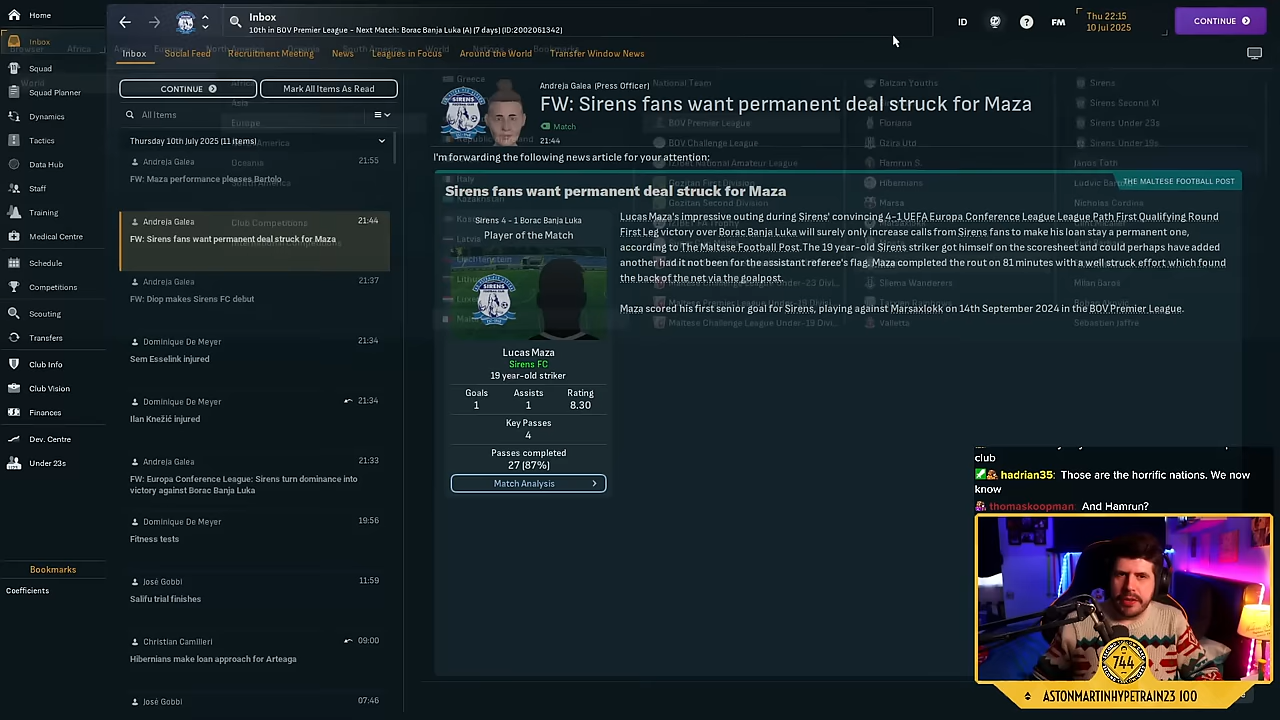 Home
Inbox
Squad
Squad Planner
Dynamics
Tactics
Data Hub
Staff
Training
Medical Centre
Schedule
Competitions
Scouting
Transfers
Club Info
Club Vision
Finances
Dev. Centre
Under 23s
Bookmarks
Coefficients
Inbox
10th in BOV Premier League - Next Match: Borac Banja Luka (A) (7 days) (ID:2002061342)
ID
FM
Thu 22:15
10 Jul 2025
CONTINUE
Inbox
Social Feed
Recruitment Meeting
News
Leagues in Focus
Around the World
Transfer Window News
CONTINUE
Mark All Items As Read
All Items
Thursday 10th July 2025 (11 items)
Andreja Galea 21:55
FW: Maza performance pleases Bartolo
Andreja Galea 21:44
FW: Sirens fans want permanent deal struck for Maza
Andreja Galea 21:37
FW: Diop makes Sirens FC debut
Dominique De Meyer 21:34
Sem Esselink injured
Dominique De Meyer 21:34
Ilan Knežić injured
Andreja Galea 21:33
FW: Europa Conference League: Sirens turn dominance into
victory against Borac Banja Luka
Dominique De Meyer 19:56
Fitness tests
José Gobbi 11:59
Salifu trial finishes
Christian Camilleri 09:00
Hibernians make loan approach for Arteaga
José Gobbi 07:46
Andreja Galea (Press Officer)
FW: Sirens fans want permanent deal struck for Maza
Match
21:44
I'm forwarding the following news article for your attention:
Sirens fans want permanent deal struck for Maza
THE MALTESE FOOTBALL POST
Sirens 4 - 1 Borac Banja Luka
Player of the Match
Lucas Maza
Sirens FC
19 year-old striker
Goals Assists Rating
1 1 8.30
Key Passes
4
Passes completed
27 (87%)
Match Analysis
Lucas Maza's impressive outing during Sirens' convincing 4-1 UEFA Europa Conference League League Path First Qualifying Round
First Leg victory over Borac Banja Luka will surely only increase calls from Sirens fans to make his loan stay a permanent one,
according to The Maltese Football Post.The 19 year-old Sirens striker got himself on the scoresheet and could perhaps have added
another had it not been for the assistant referee's flag. Maza completed the rout on 81 minutes with a well struck effort which found
the back of the net via the goalpost.
Maza scored his first senior goal for Sirens, playing against Marsaxlokk on 14th September 2024 in the BOV Premier League.
club
hadrian35: Those are the horrific nations. We now
know
thomaskoopman: And Hamrun?
744
ASTONMARTINHYPETRAIN23 100